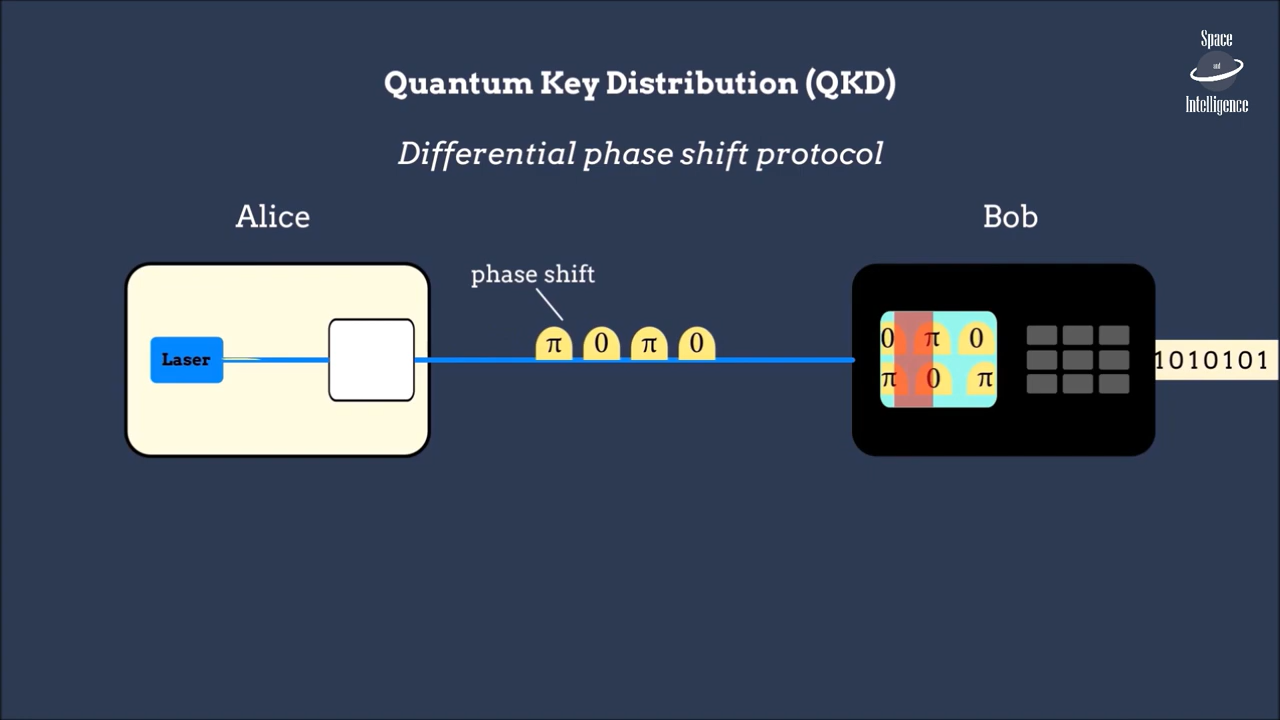 Space
and
Intelligence
Quantum Key Distribution (QKD)
Differential phase shift protocol
Alice
Bob
phase shift
Laser
π 0 π 0
0 π 0
π 0 π
1010101